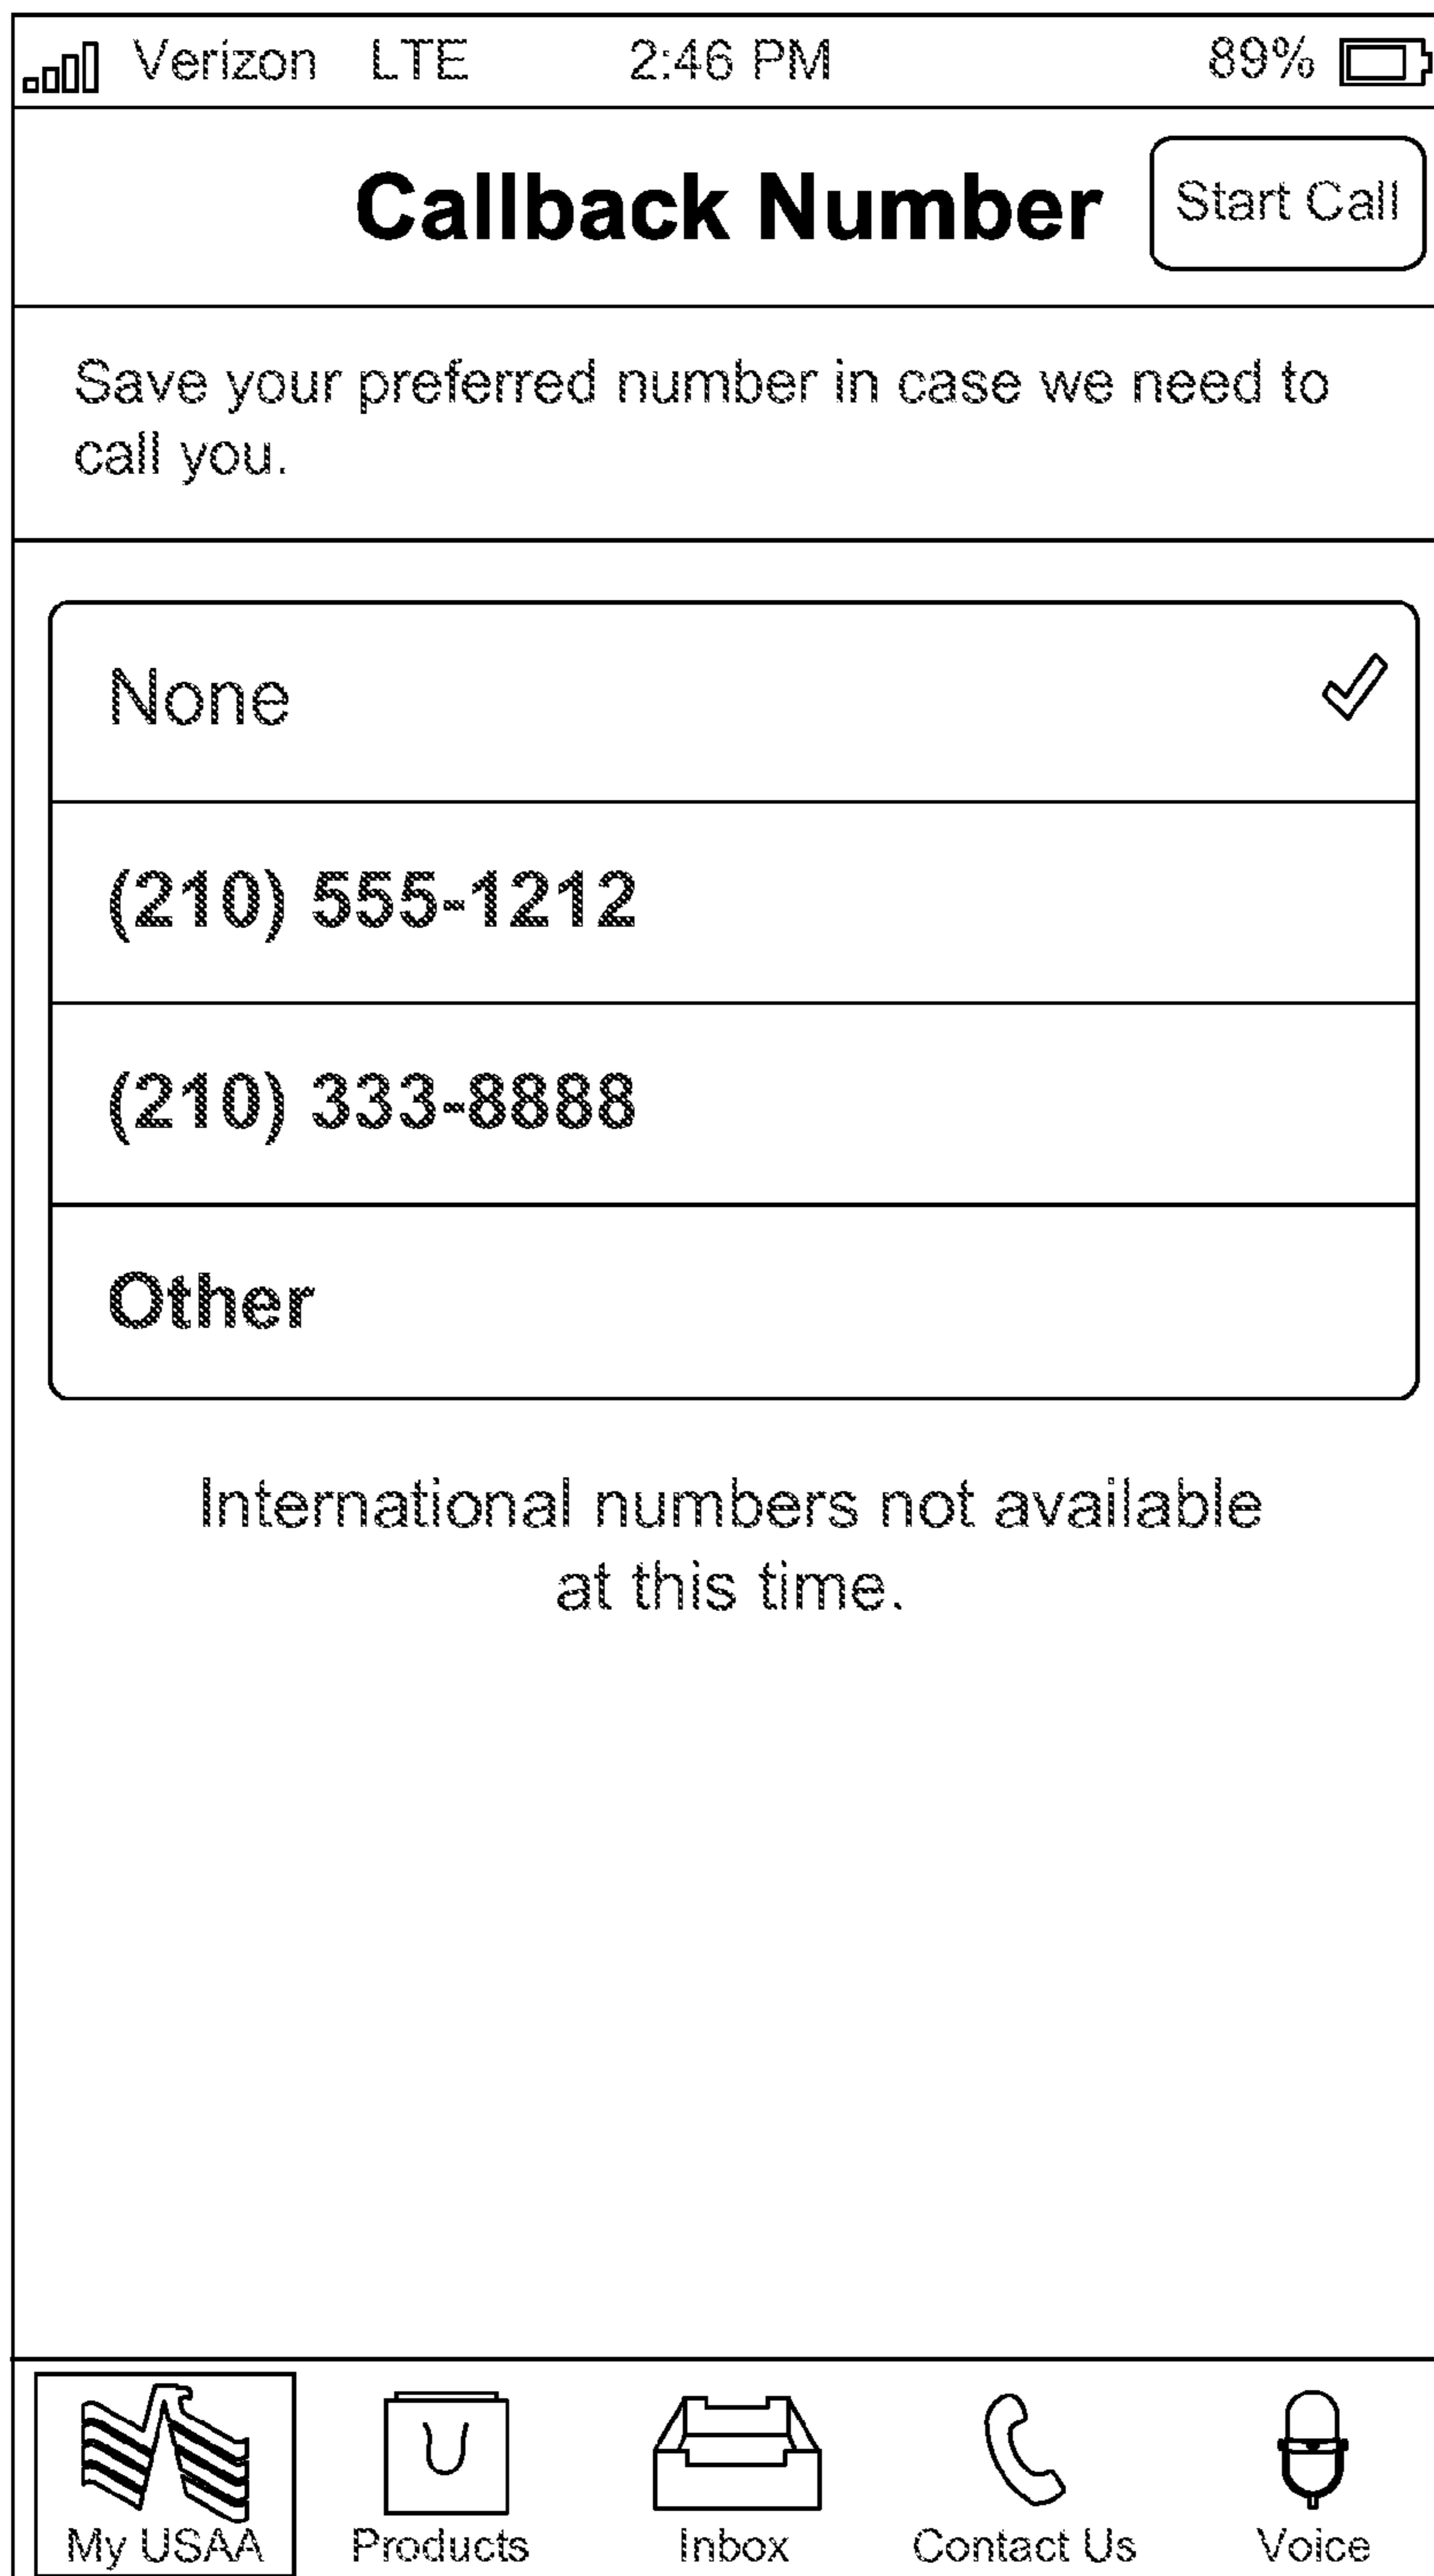 Verizon LTE 2:46 PM 89%
Callback Number
Start Call
Save your preferred number in case we need to
call you.
None
(210) 555-1212
(210) 333-8888
Other
International numbers not available
at this time.
My USAA Products Inbox Contact Us Voice